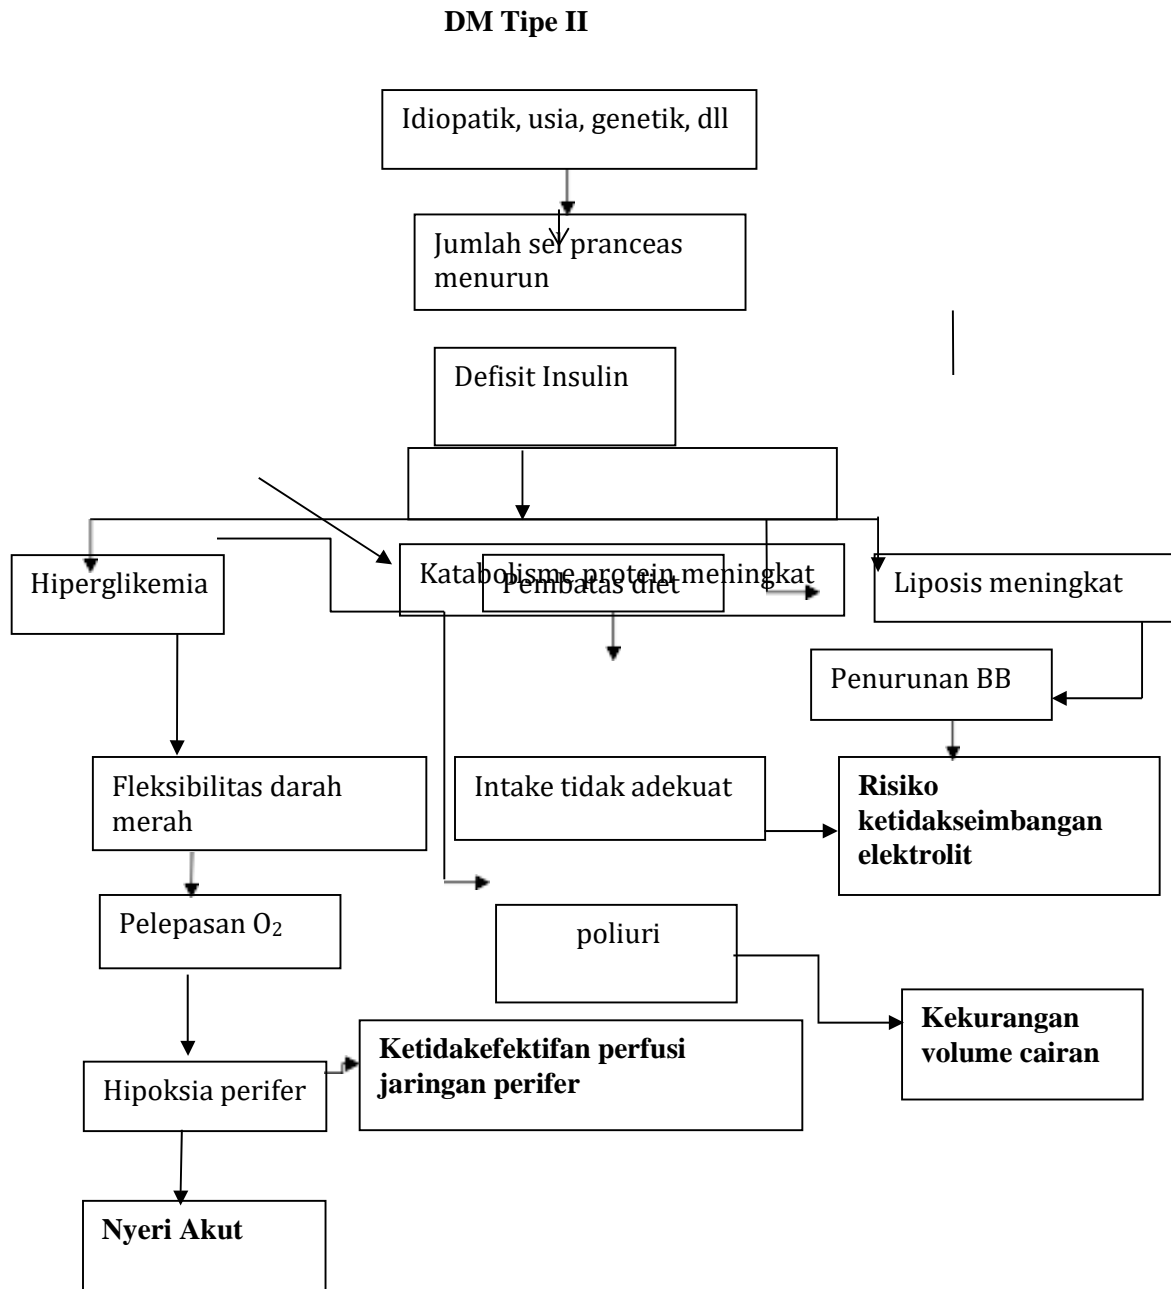 DM Tipe II
Idiopatik, usia, genetik, dll
Jumlah sel pranceas
menurun
Defisit Insulin
Hiperglikemia
Katabolisme protein meningkat
Pembatas diet
Liposis meningkat
Penurunan BB
Fleksibilitas darah
merah
Intake tidak adekuat
Risiko
ketidakseimbangan
elektrolit
Pelepasan O₂
poliuri
Kekurangan
volume cairan
Ketidakefektifan perfusi
jaringan perifer
Hipoksia perifer
Nyeri Akut